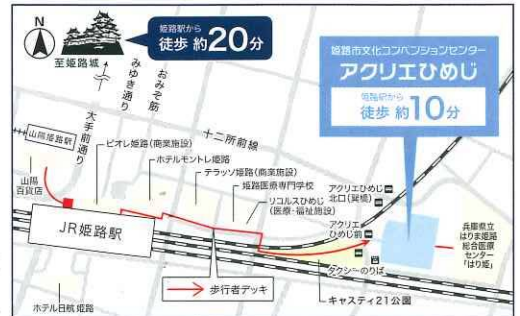 N
至姫路城
姫路駅から
徒歩 約20分
みゆき通り
おみぞ筋
大手前通り
十二所前線
姫路市文化コンベンションセンター
アクリエひめじ
姫路駅から
徒歩 約10分
山陽姫路駅
山陽
百貨店
ピオレ姫路(商業施設)
ホテルモントレ姫路
テラッソ姫路(商業施設)
姫路医療専門学校
リコルスひめじ
(医療・福祉施設)
アクリエひめじ
北口(巽橋)
アクリエ
ひめじ前
タクシーのりば
兵庫県立
はりま姫路
総合医療
センター
「はり姫」
JR姫路駅
歩行者デッキ
キャスティ21公園
ホテル日航 姫路